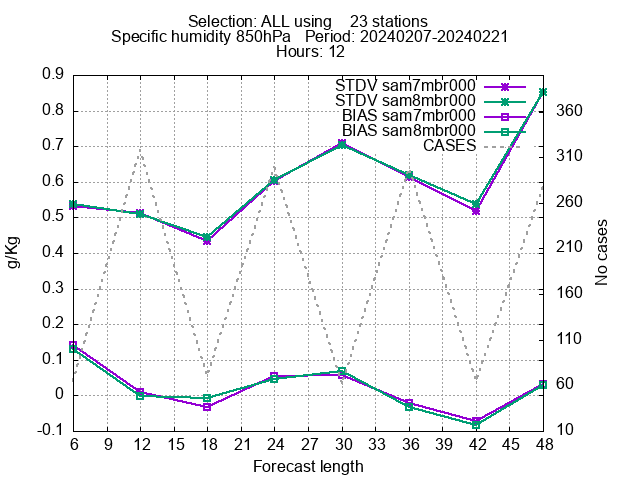 Selection: ALL using    23 stations
Specific humidity 850hPa   Period: 20240207-20240221
Hours: 12
STDV sam7mbr000
STDV sam8mbr000
BIAS sam7mbr000
BIAS sam8mbr000
CASES
0.9
0.8
0.7
0.6
0.5
0.4
0.3
0.2
0.1
0
-0.1
g/Kg
360
310
260
210
160
110
60
10
No cases
6 9 12 15 18 21 24 27 30 33 36 39 42 45 48
Forecast length